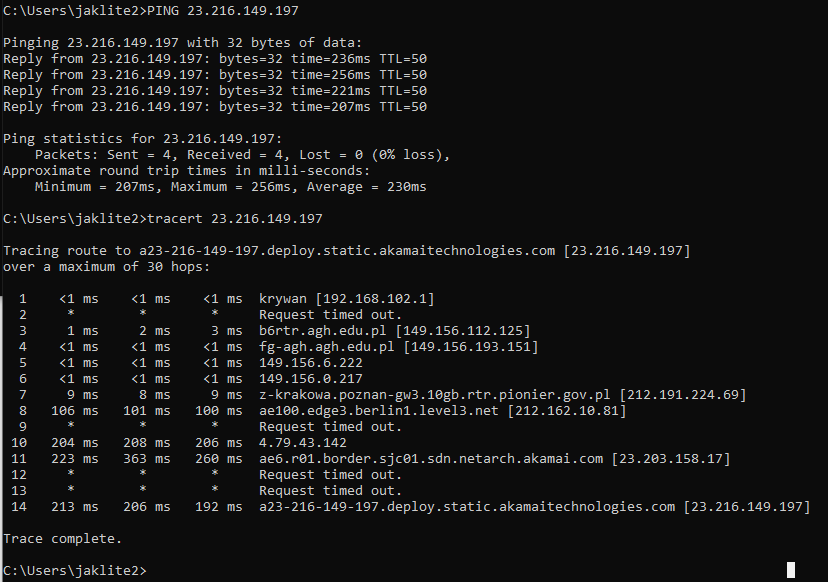 C:\Users\jaklite2>PING 23.216.149.197
Pinging 23.216.149.197 with 32 bytes of data:
Reply from 23.216.149.197: bytes=32 time=236ms TTL=50
Reply from 23.216.149.197: bytes=32 time=256ms TTL=50
Reply from 23.216.149.197: bytes=32 time=221ms TTL=50
Reply from 23.216.149.197: bytes=32 time=207ms TTL=50
Ping statistics for 23.216.149.197:
    Packets: Sent = 4, Received = 4, Lost = 0 (0% loss),
Approximate round trip times in milli-seconds:
    Minimum = 207ms, Maximum = 256ms, Average = 230ms
C:\Users\jaklite2>tracert 23.216.149.197
Tracing route to a23-216-149-197.deploy.static.akamaitechnologies.com [23.216.149.197]
over a maximum of 30 hops:
  1    <1 ms    <1 ms    <1 ms  krywan [192.168.102.1]
  2     *        *        *     Request timed out.
  3     1 ms     2 ms     3 ms  b6rtr.agh.edu.pl [149.156.112.125]
  4    <1 ms    <1 ms    <1 ms  fg-agh.agh.edu.pl [149.156.193.151]
  5    <1 ms    <1 ms    <1 ms  149.156.6.222
  6    <1 ms    <1 ms    <1 ms  149.156.0.217
  7     9 ms     8 ms     9 ms  z-krakowa.poznan-gw3.10gb.rtr.pionier.gov.pl [212.191.224.69]
  8   106 ms   101 ms   100 ms  ae100.edge3.berlin1.level3.net [212.162.10.81]
  9     *        *        *     Request timed out.
 10   204 ms   208 ms   206 ms  4.79.43.142
 11   223 ms   363 ms   260 ms  ae6.r01.border.sjc01.sdn.netarch.akamai.com [23.203.158.17]
 12     *        *        *     Request timed out.
 13     *        *        *     Request timed out.
 14   213 ms   206 ms   192 ms  a23-216-149-197.deploy.static.akamaitechnologies.com [23.216.149.197]
Trace complete.
C:\Users\jaklite2>